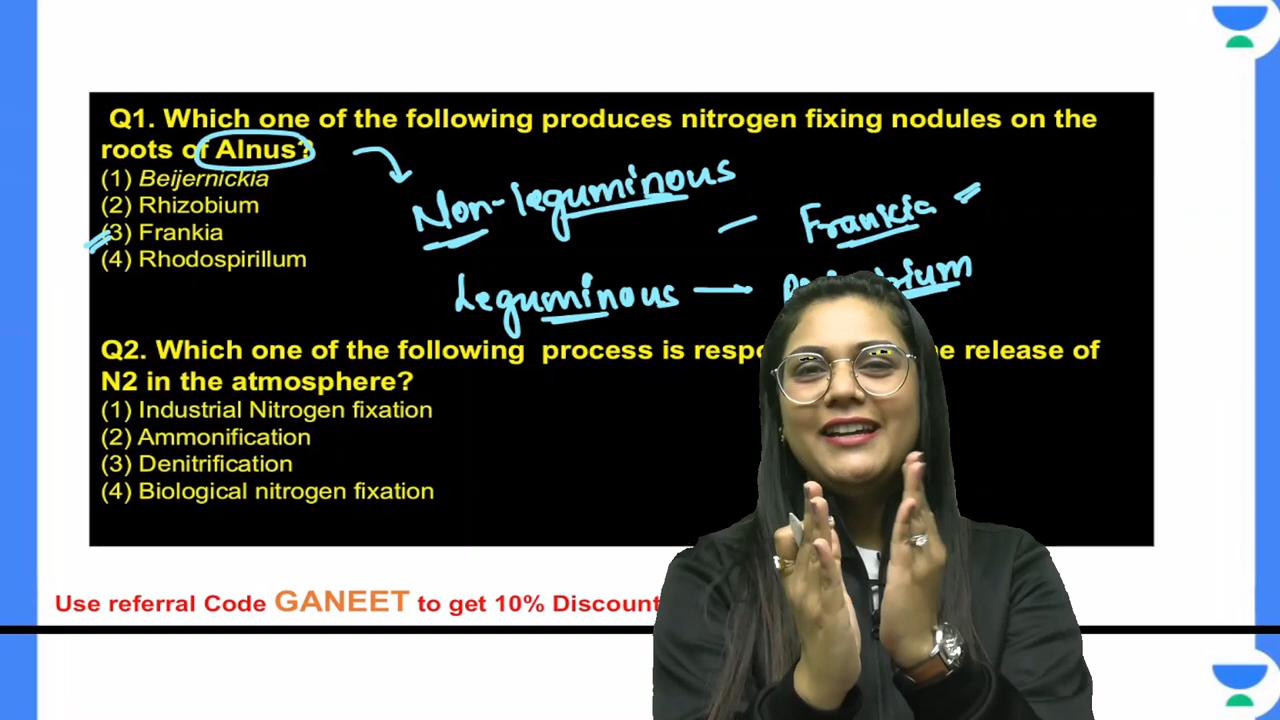 Q1. Which one of the following produces nitrogen fixing nodules on the
roots of Alnus?
(1) Beijernickia
(2) Rhizobium
(3) Frankia
(4) Rhodospirillum
Non-leguminous - Frankia
Leguminous -
Q2. Which one of the following process is release of
N2 in the atmosphere?
(1) Industrial Nitrogen fixation
(2) Ammonification
(3) Denitrification
(4) Biological nitrogen fixation
Use referral Code GANEET to get 10% Discount